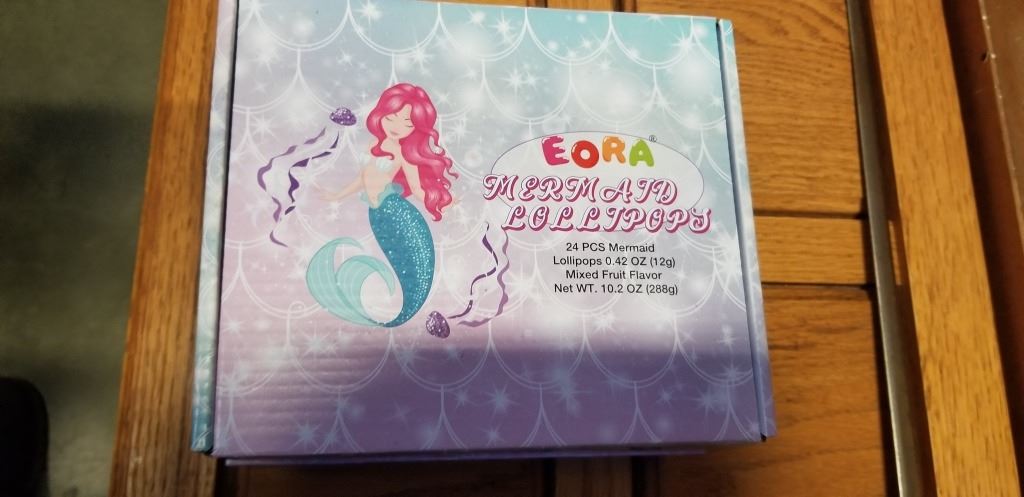 EORA®
MERMAID
LOLLIPOPS
24 PCS Mermaid
Lollipops 0.42 OZ (12g)
Mixed Fruit Flavor
Net WT. 10.2 OZ (288g)